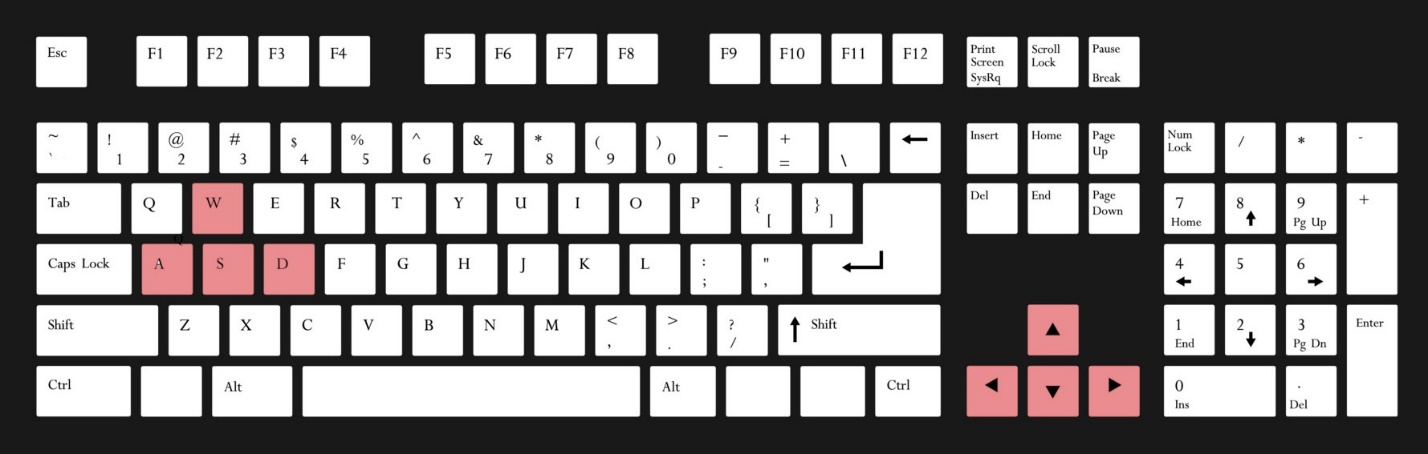 Esc F1 F2 F3 F4 F5 F6 F7 F8 F9 F10 F11 F12
Print
Screen
SysRq
Scroll
Lock
Pause
Break
~
`
!
1
@
2
#
3
$
4
%
5
^
6
&
7
*
8
(
9
)
0
_
-
+
=
\
←
Insert
Home
Page
Up
Num
Lock
/
*
-
Tab Q W E R T Y U I O P
{
[
}
]
Del
End
Page
Down
7
Home
8
↑
9
Pg Up
+
Q
Caps Lock A S D F G H J K L
:
;
"
,
↵
4
←
5
6
→
Shift Z X C V B N M
<
,
>
.
?
/
↑ Shift
▲
1
End
2
↓
3
Pg Dn
Enter
Ctrl Alt Alt Ctrl
◀ ▼ ▶
0
Ins
.
Del